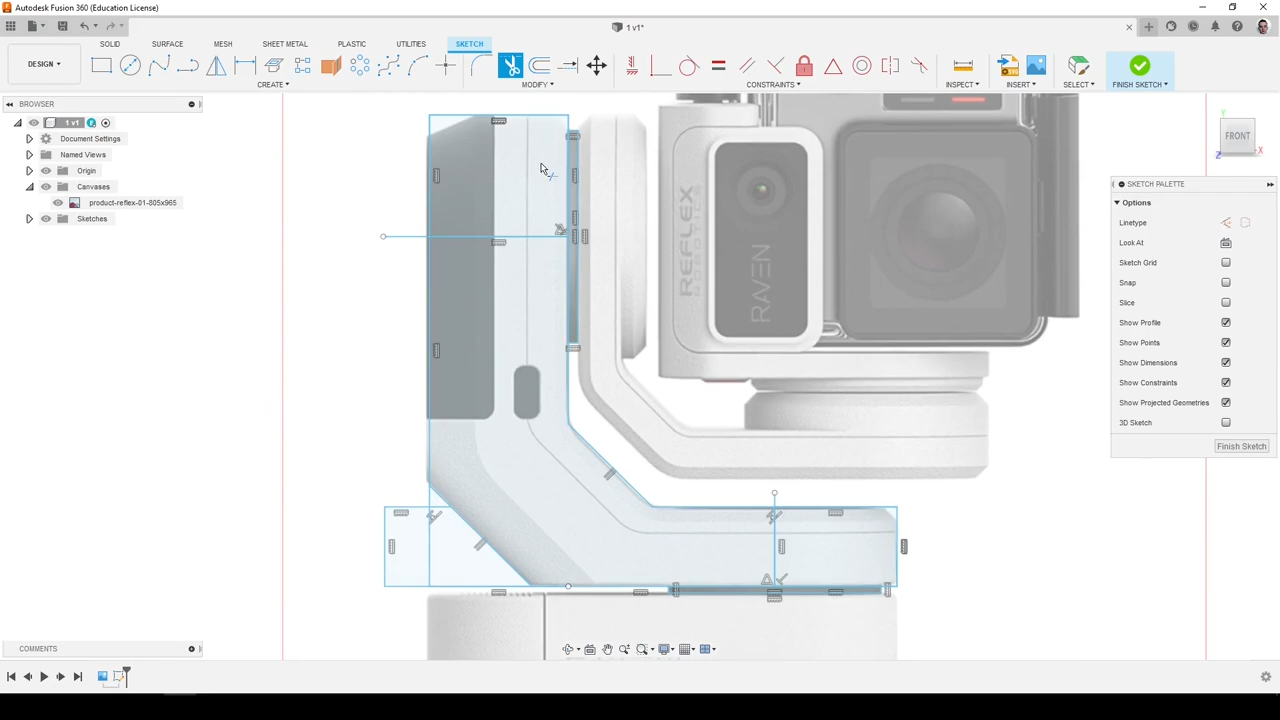 Autodesk Fusion 360 (Education License)
1 v1*
SOLID
SURFACE
MESH
SHEET METAL
PLASTIC
UTILITIES
SKETCH
DESIGN
CREATE
MODIFY
CONSTRAINTS
INSPECT
INSERT
SELECT
FINISH SKETCH
BROWSER
1 v1
Document Settings
Named Views
Origin
Canvases
product-reflex-01-805x965
Sketches
REFLEX
ROBOTICS
RAVEN
FRONT
Y
Z
X
SKETCH PALETTE
Options
Linetype
Look At
Sketch Grid
Snap
Slice
Show Profile
Show Points
Show Dimensions
Show Constraints
Show Projected Geometries
3D Sketch
Finish Sketch
COMMENTS